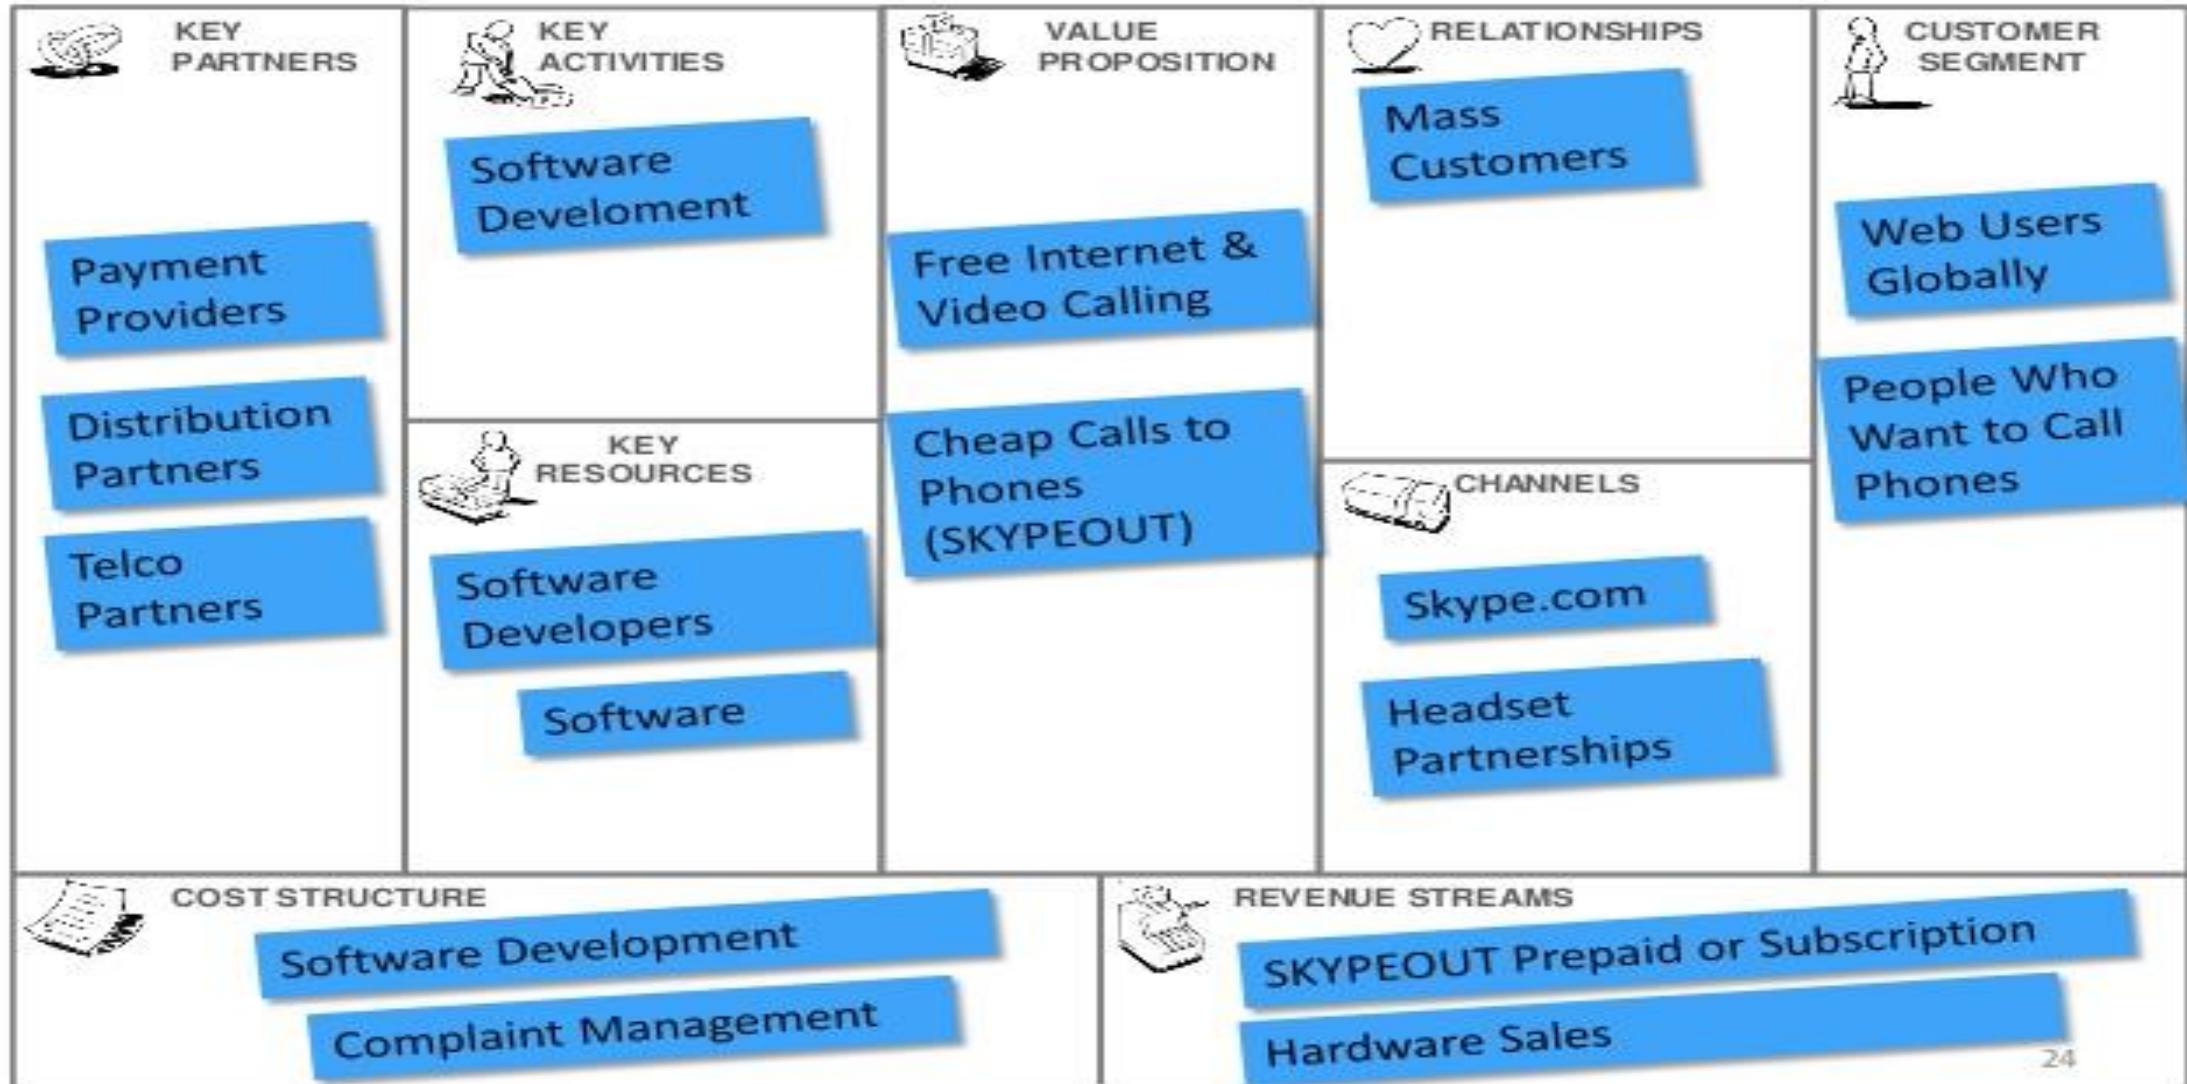 KEY
PARTNERS
Payment
Providers
Distribution
Partners
Telco
Partners
KEY
ACTIVITIES
Software
Develoment
KEY
RESOURCES
Software
Developers
Software
VALUE
PROPOSITION
Free Internet &
Video Calling
Cheap Calls to
Phones
(SKYPEOUT)
RELATIONSHIPS
Mass
Customers
CHANNELS
Skype.com
Headset
Partnerships
CUSTOMER
SEGMENT
Web Users
Globally
People Who
Want to Call
Phones
COST STRUCTURE
Software Development
Complaint Management
REVENUE STREAMS
SKYPEOUT Prepaid or Subscription
Hardware Sales
24